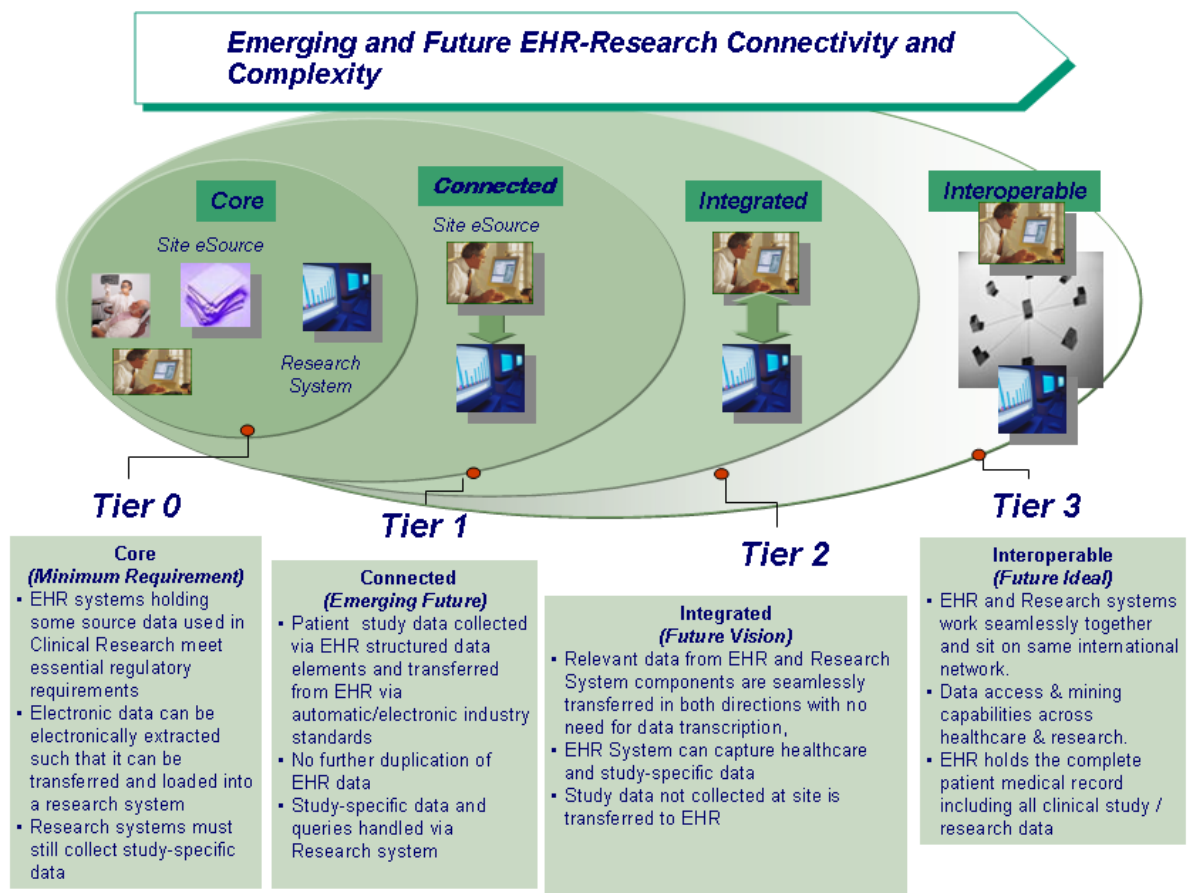 Emerging and Future EHR-Research Connectivity and
Complexity
Core
Site eSource
Research
System
Connected
Site eSource
Integrated
Interoperable
Tier 0
Tier 1
Tier 2
Tier 3
Core
(Minimum Requirement)
▪ EHR systems holding
some source data used in
Clinical Research meet
essential regulatory
requirements
▪ Electronic data can be
electronically extracted
such that it can be
transferred and loaded into
a research system
▪ Research systems must
still collect study-specific
data
Connected
(Emerging Future)
▪ Patient study data collected
via EHR structured data
elements and transferred
from EHR via
automatic/electronic industry
standards
▪ No further duplication of
EHR data
▪ Study-specific data and
queries handled via
Research system
Integrated
(Future Vision)
▪ Relevant data from EHR and Research
System components are seamlessly
transferred in both directions with no
need for data transcription,
▪ EHR System can capture healthcare
and study-specific data
▪ Study data not collected at site is
transferred to EHR
Interoperable
(Future Ideal)
▪ EHR and Research systems
work seamlessly together
and sit on same international
network.
▪ Data access & mining
capabilities across
healthcare & research.
▪ EHR holds the complete
patient medical record
including all clinical study /
research data